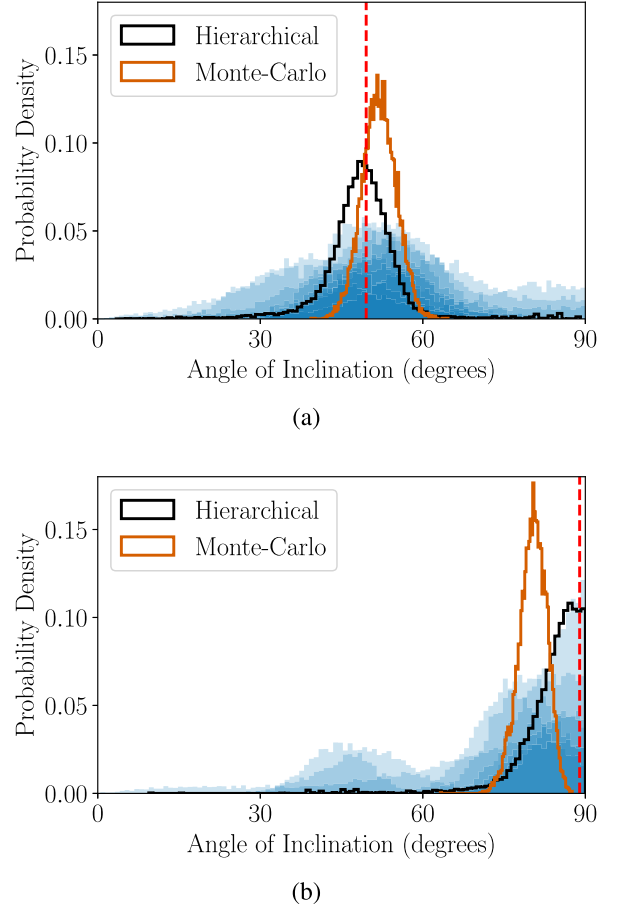 Hierarchical
Monte-Carlo
0.15
0.10
0.05
0.00
Probability Density
0 30 60 90
Angle of Inclination (degrees)
(a)
Hierarchical
Monte-Carlo
0.15
0.10
0.05
0.00
Probability Density
0 30 60 90
Angle of Inclination (degrees)
(b)